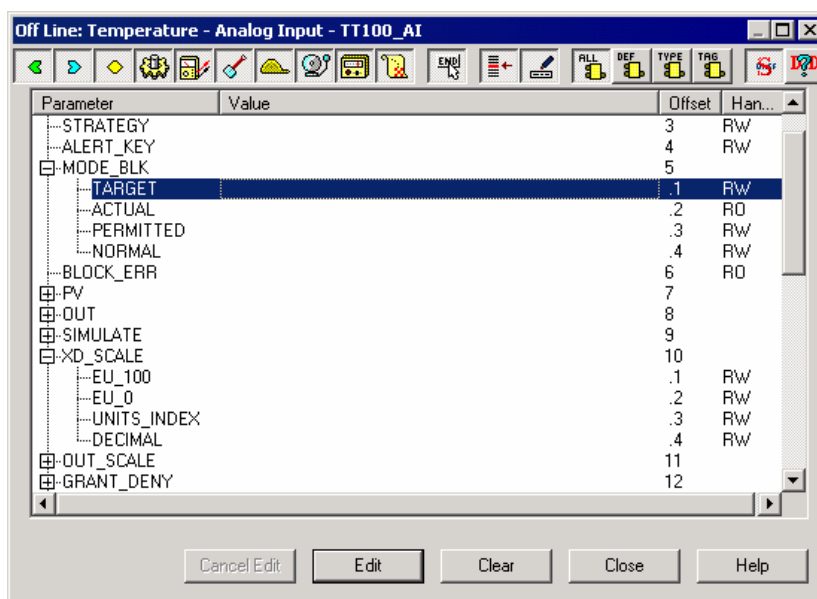 Off Line: Temperature - Analog Input - TT100_AI
END ALL DEF TYPE TAG
Parameter Value Offset Han...
STRATEGY 3 RW
ALERT_KEY 4 RW
MODE_BLK 5
TARGET .1 RW
ACTUAL .2 RO
PERMITTED .3 RW
NORMAL .4 RW
BLOCK_ERR 6 RO
PV 7
OUT 8
SIMULATE 9
XD_SCALE 10
EU_100 .1 RW
EU_0 .2 RW
UNITS_INDEX .3 RW
DECIMAL .4 RW
OUT_SCALE 11
GRANT_DENY 12
Cancel Edit Edit Clear Close Help